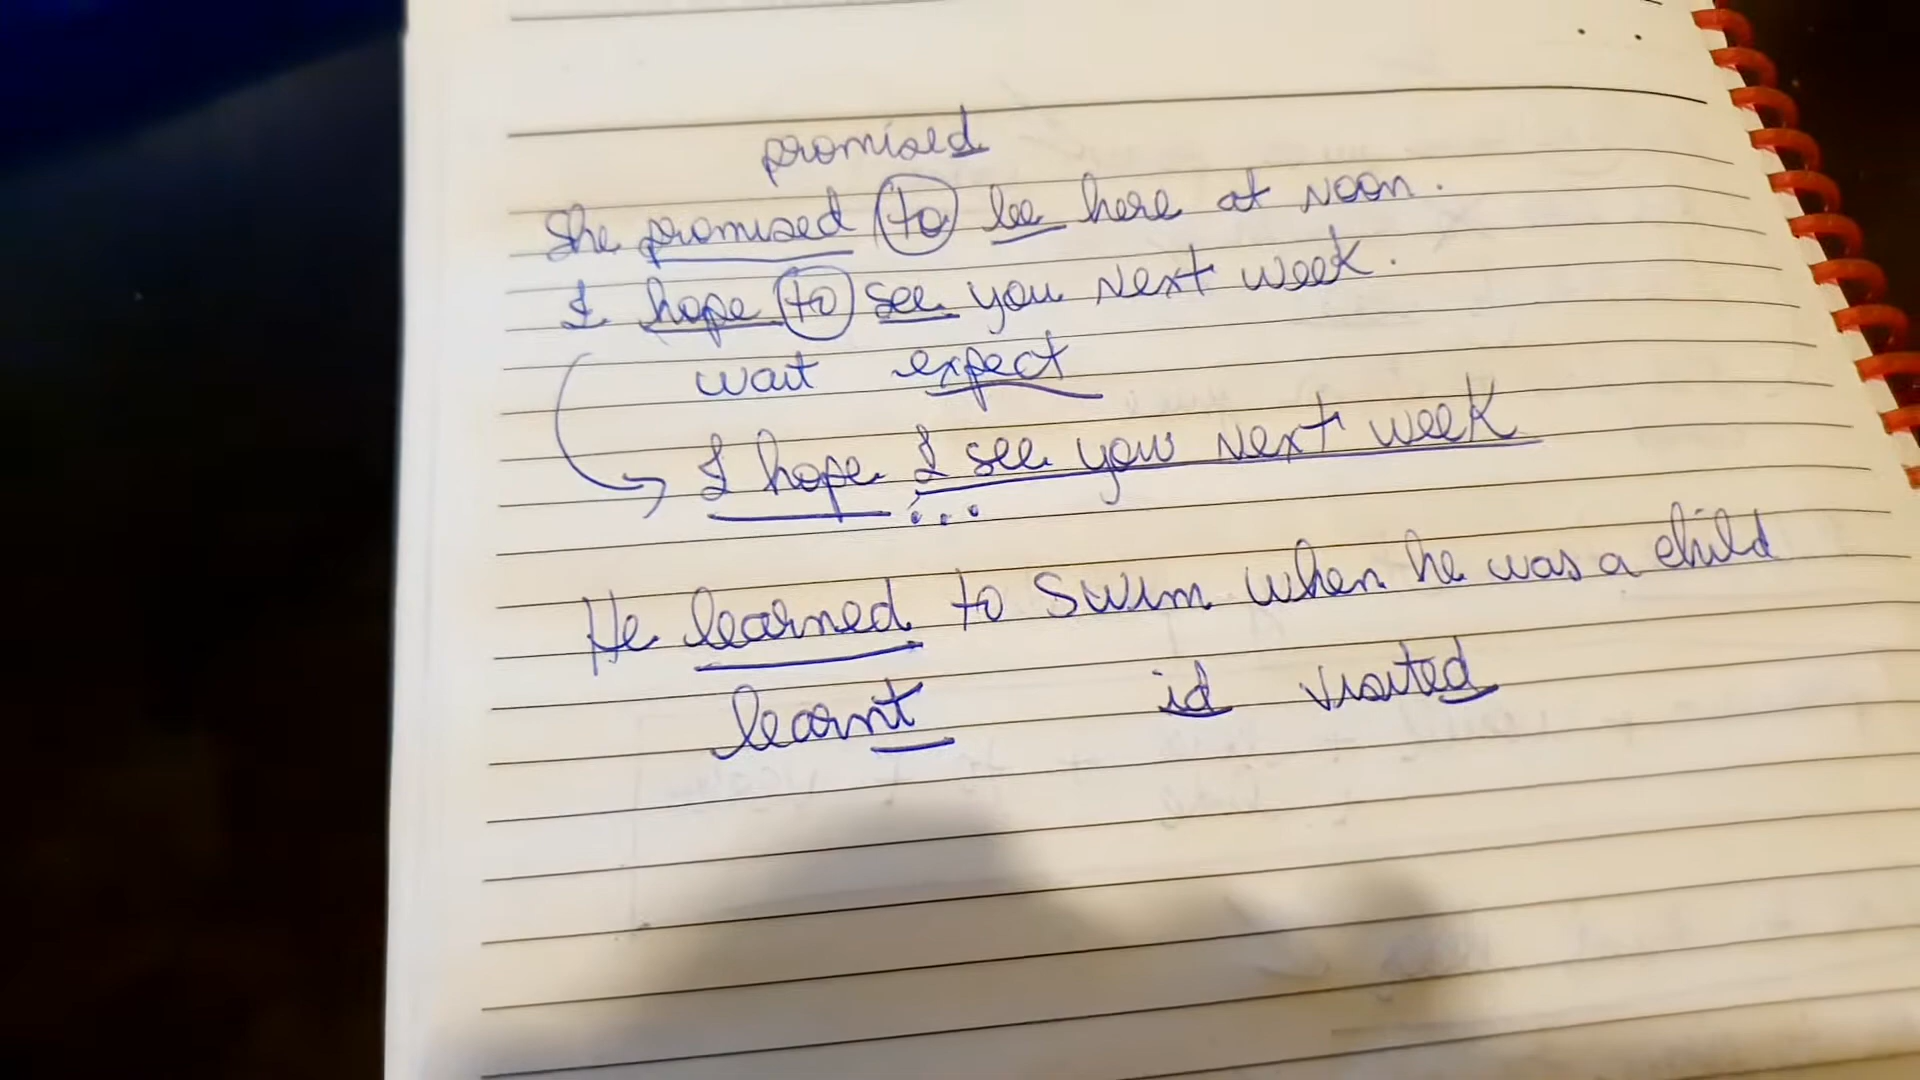 promised
She promised to be here at Noon.
I hope to see you Next week.
wait expect
I hope I see you Next week
...
He learned to swim when he was a child
learnt id visited